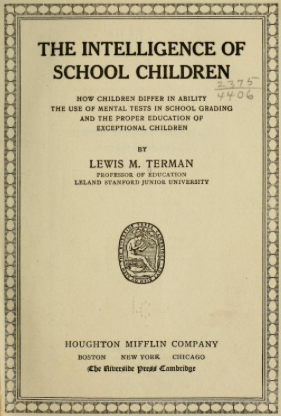 THE INTELLIGENCE OF
SCHOOL CHILDREN
2375
4406
HOW CHILDREN DIFFER IN ABILITY
THE USE OF MENTAL TESTS IN SCHOOL GRADING
AND THE PROPER EDUCATION OF
EXCEPTIONAL CHILDREN
BY
LEWIS M. TERMAN
PROFESSOR OF EDUCATION
LELAND STANFORD JUNIOR UNIVERSITY
HOUGHTON MIFFLIN COMPANY
BOSTON NEW YORK CHICAGO
The Riverside Press Cambridge